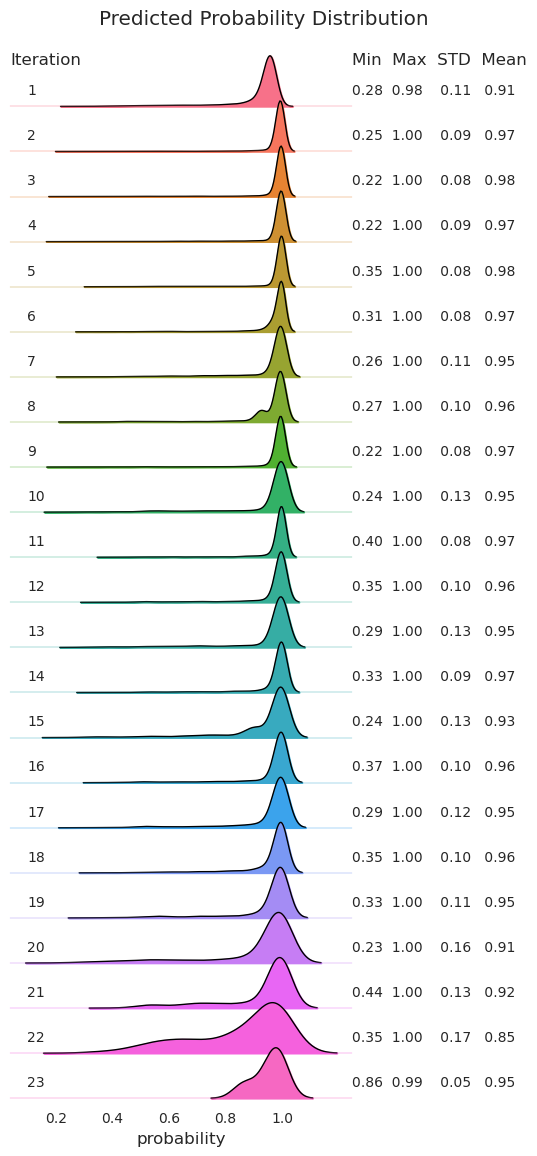 Predicted Probability Distribution
Iteration Min Max STD Mean
1 0.28 0.98 0.11 0.91
2 0.25 1.00 0.09 0.97
3 0.22 1.00 0.08 0.98
4 0.22 1.00 0.09 0.97
5 0.35 1.00 0.08 0.98
6 0.31 1.00 0.08 0.97
7 0.26 1.00 0.11 0.95
8 0.27 1.00 0.10 0.96
9 0.22 1.00 0.08 0.97
10 0.24 1.00 0.13 0.95
11 0.40 1.00 0.08 0.97
12 0.35 1.00 0.10 0.96
13 0.29 1.00 0.13 0.95
14 0.33 1.00 0.09 0.97
15 0.24 1.00 0.13 0.93
16 0.37 1.00 0.10 0.96
17 0.29 1.00 0.12 0.95
18 0.35 1.00 0.10 0.96
19 0.33 1.00 0.11 0.95
20 0.23 1.00 0.16 0.91
21 0.44 1.00 0.13 0.92
22 0.35 1.00 0.17 0.85
23 0.86 0.99 0.05 0.95
0.2 0.4 0.6 0.8 1.0
probability